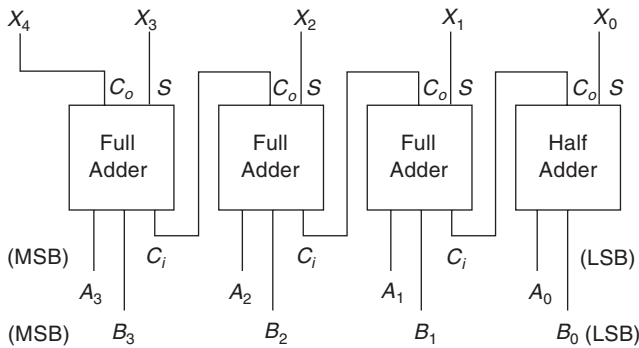 X4 X3 X2 X1 X0
Co S Co S Co S Co S
Full Adder Full Adder Full Adder Half Adder
(MSB) Ci Ci Ci (LSB)
A3 A2 A1 A0
(MSB) B3 B2 B1 B0 (LSB)